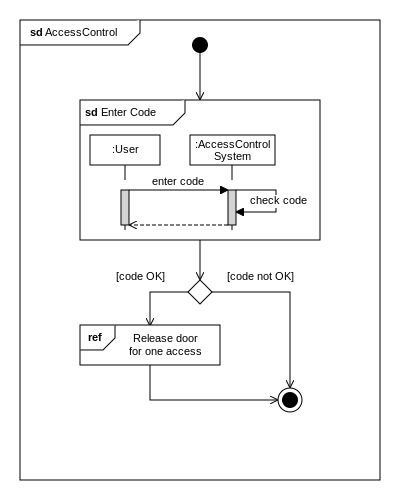 sd AccessControl
sd Enter Code
:User
:AccessControl
System
enter code
check code
[code OK]
[code not OK]
ref
Release door
for one access